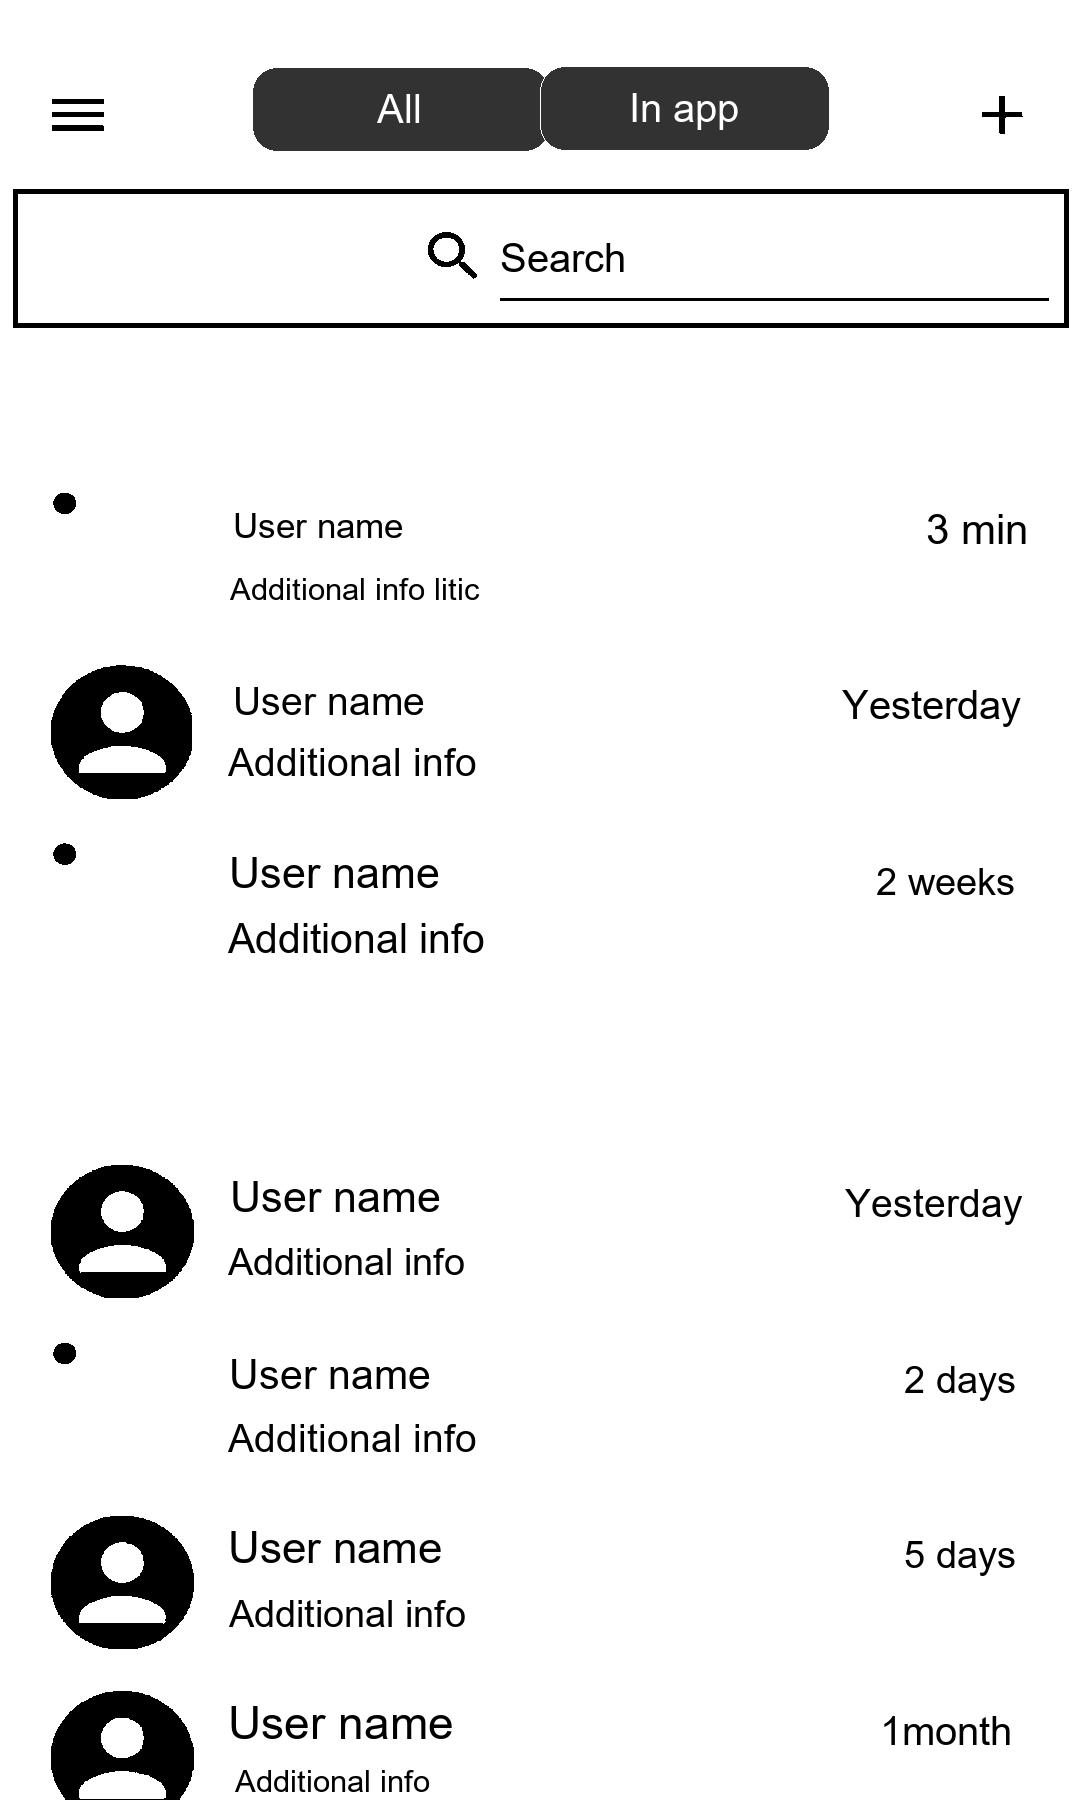 All
In app
Search
User name
3 min
Additional info litic
User name
Yesterday
Additional info
User name
2 weeks
Additional info
User name
Yesterday
Additional info
User name
2 days
Additional info
User name
5 days
Additional info
User name
1month
Additional info